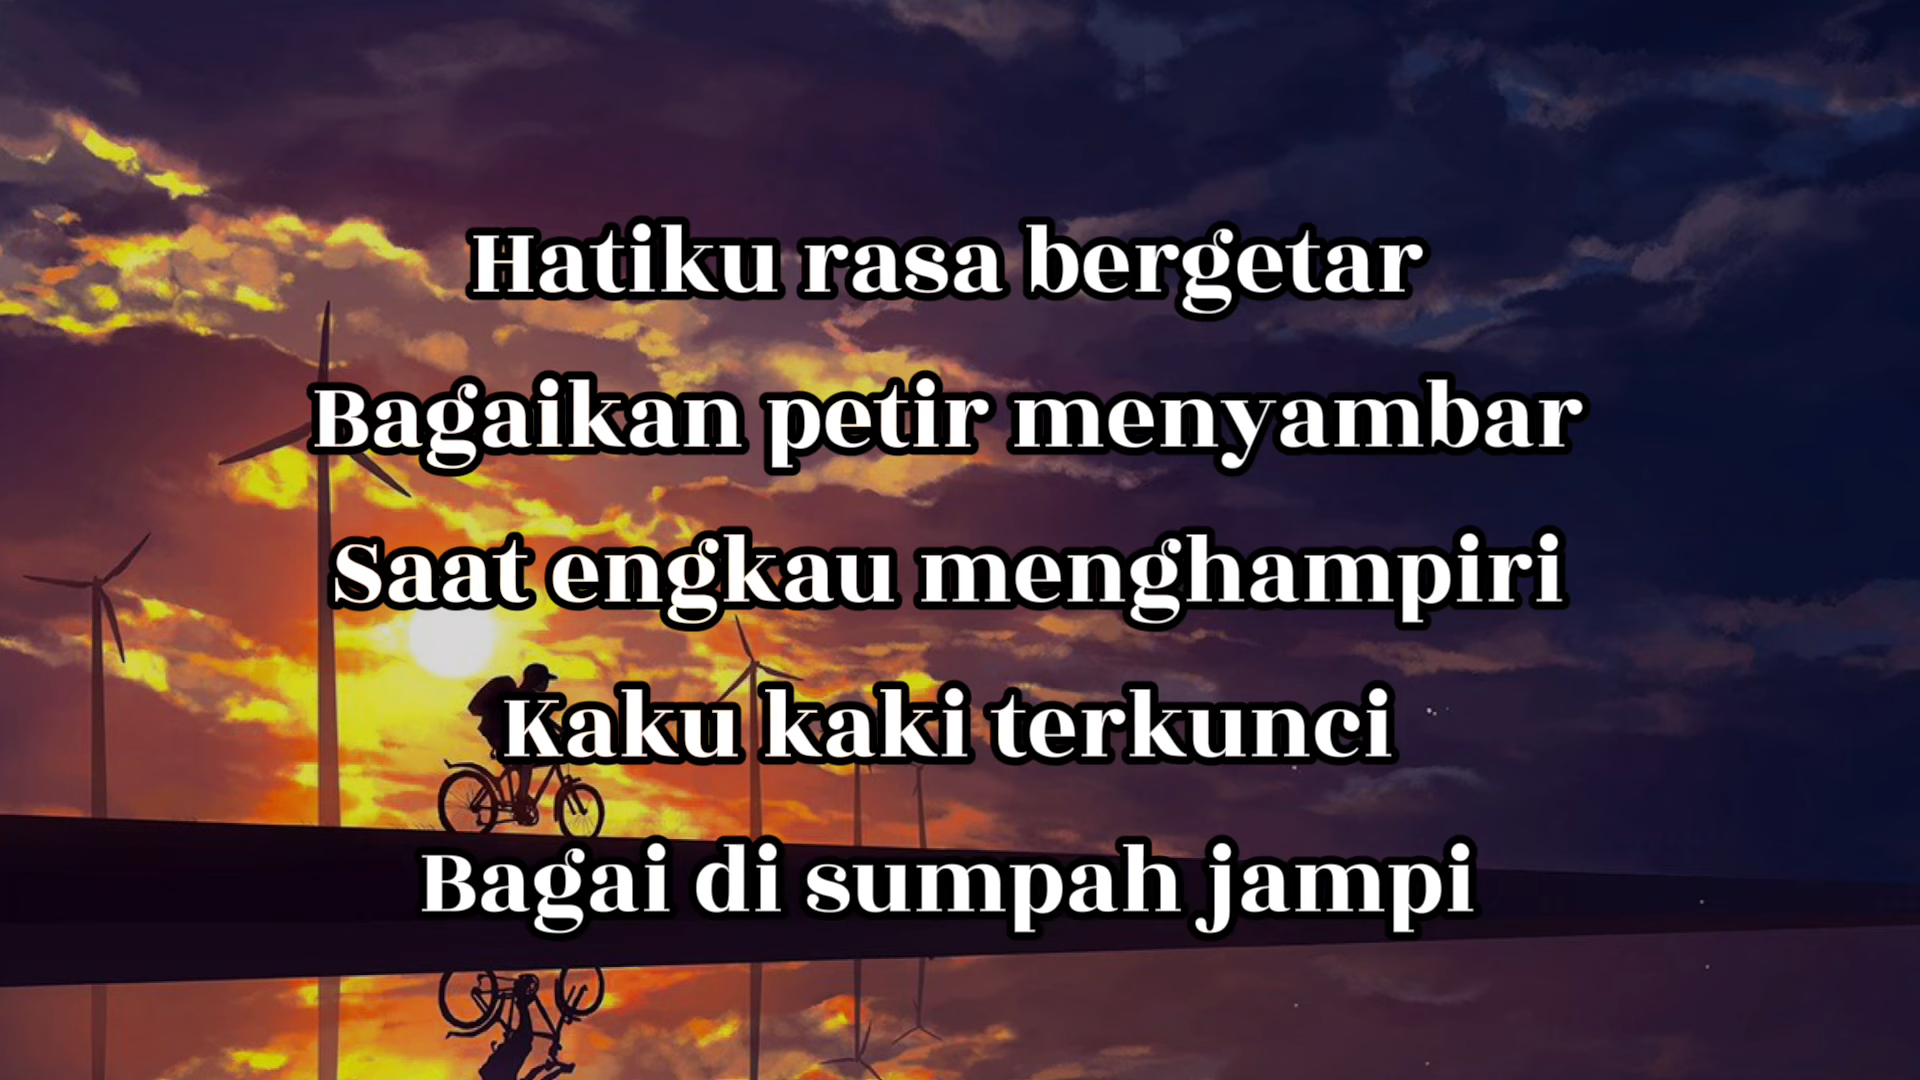 Hatiku rasa bergetar
Bagaikan petir menyambar
Saat engkau menghampiri
Kaku kaki terkunci
Bagai di sumpah jampi